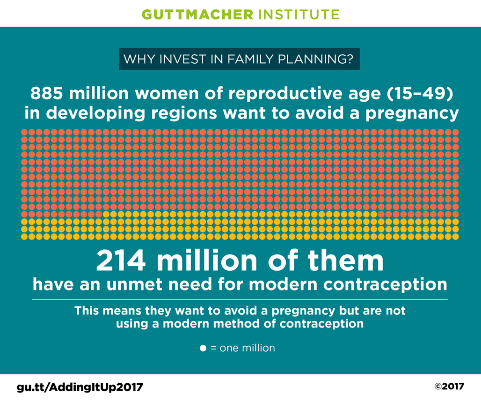 GUTTMACHER INSTITUTE
WHY INVEST IN FAMILY PLANNING?
885 million women of reproductive age (15–49)
in developing regions want to avoid a pregnancy
214 million of them
have an unmet need for modern contraception
This means they want to avoid a pregnancy but are not
using a modern method of contraception
= one million
gu.tt/AddingItUp2017
©2017